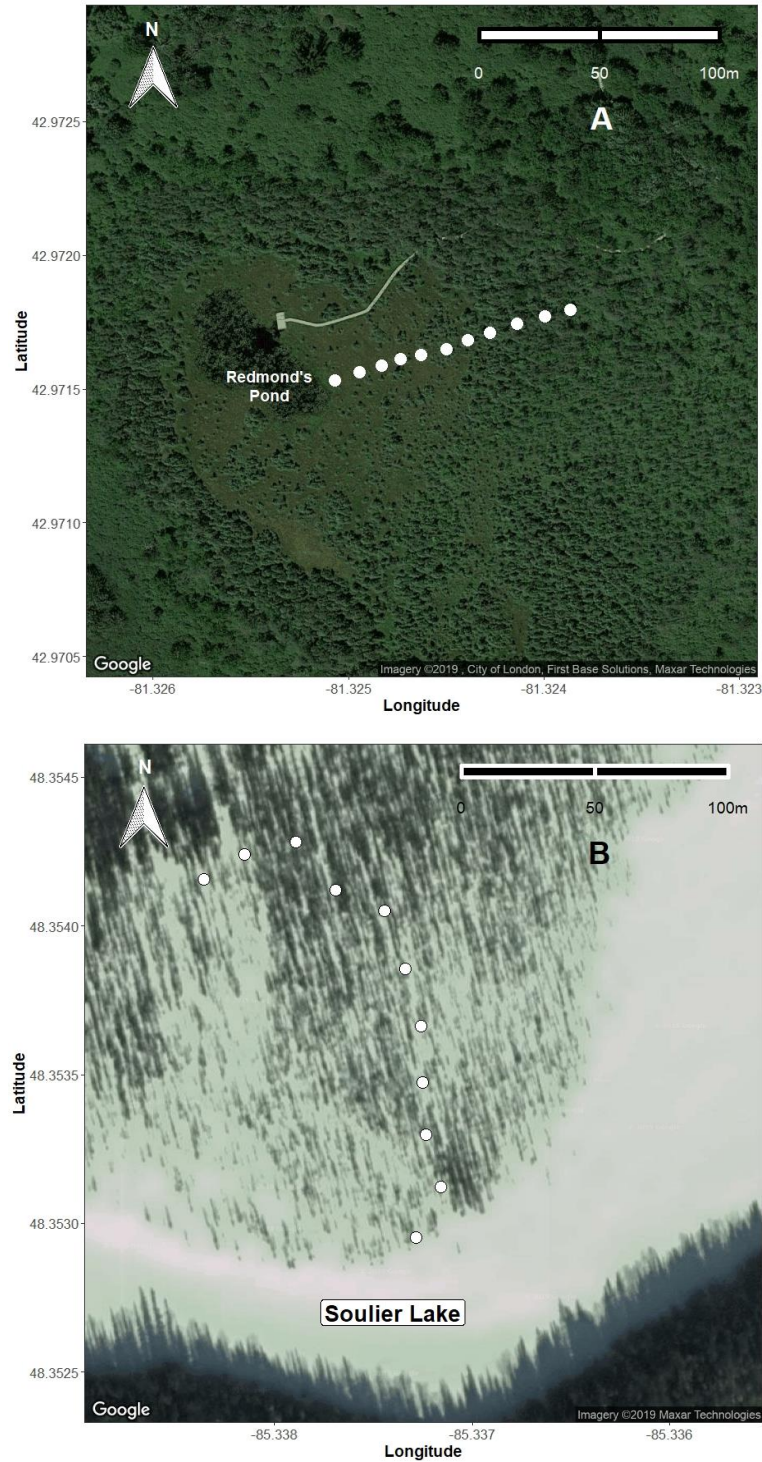 N
0 50 100m
A
42.9725
42.9720
42.9715
42.9710
42.9705
Latitude
Redmond's
Pond
Google
Imagery ©2019 , City of London, First Base Solutions, Maxar Technologies
-81.326 -81.325 -81.324 -81.323
Longitude
N
0 50 100m
B
48.3545
48.3540
48.3535
48.3530
48.3525
Latitude
Soulier Lake
Google
Imagery ©2019 Maxar Technologies
-85.338 -85.337 -85.336
Longitude